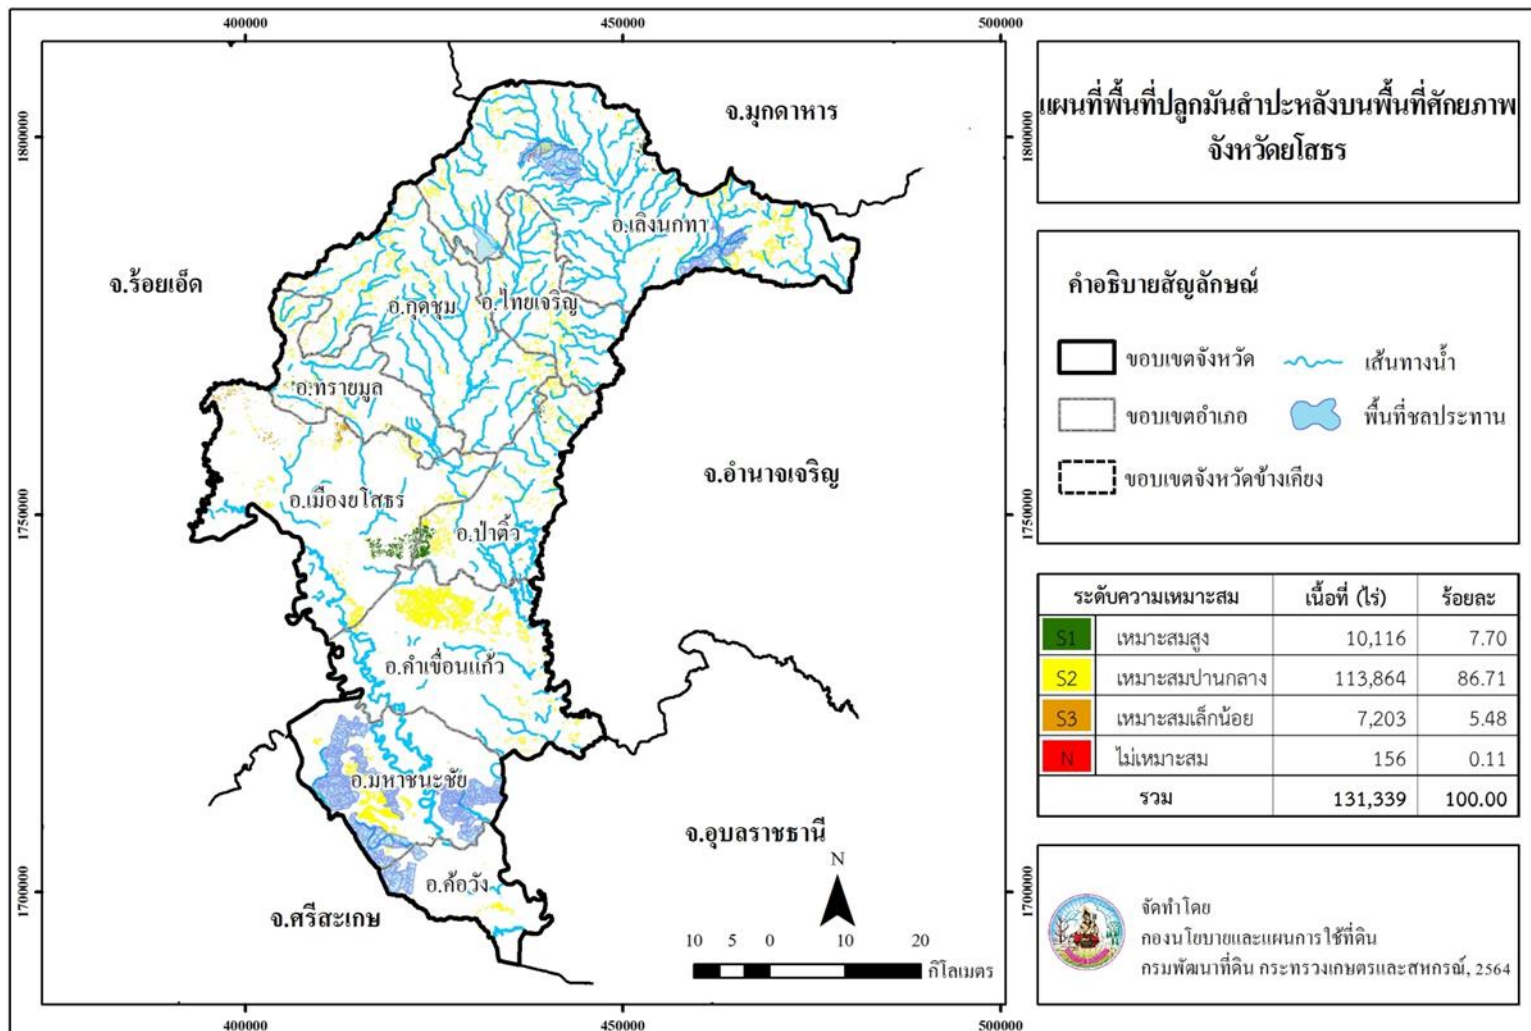 400000
450000
500000
1800000
1750000
1700000
1800000
1750000
1700000
400000
450000
500000
จ.มุกดาหาร
จ.ร้อยเอ็ด
จ.อำนาจเจริญ
จ.อุบลราชธานี
จ.ศรีสะเกษ
อ.เลิงนกทา
อ.กุดชุม
อ.ไทยเจริญ
อ.ทรายมูล
อ.เมืองยโสธร
อ.ป่าติ้ว
อ.คำเขื่อนแก้ว
อ.มหาชนะชัย
อ.ค้อวัง
N
10 5 0 10 20
กิโลเมตร
แผนที่พื้นที่ปลูกมันสำปะหลังบนพื้นที่ศักยภาพ
จังหวัดยโสธร
คำอธิบายสัญลักษณ์
ขอบเขตจังหวัด เส้นทางน้ำ
ขอบเขตอำเภอ พื้นที่ชลประทาน
ขอบเขตจังหวัดข้างเคียง
ระดับความเหมาะสม เนื้อที่ (ไร่) ร้อยละ
S1 เหมาะสมสูง 10,116 7.70
S2 เหมาะสมปานกลาง 113,864 86.71
S3 เหมาะสมเล็กน้อย 7,203 5.48
N ไม่เหมาะสม 156 0.11
รวม 131,339 100.00
จัดทำโดย
กองนโยบายและแผนการใช้ที่ดิน
กรมพัฒนาที่ดิน กระทรวงเกษตรและสหกรณ์, 2564